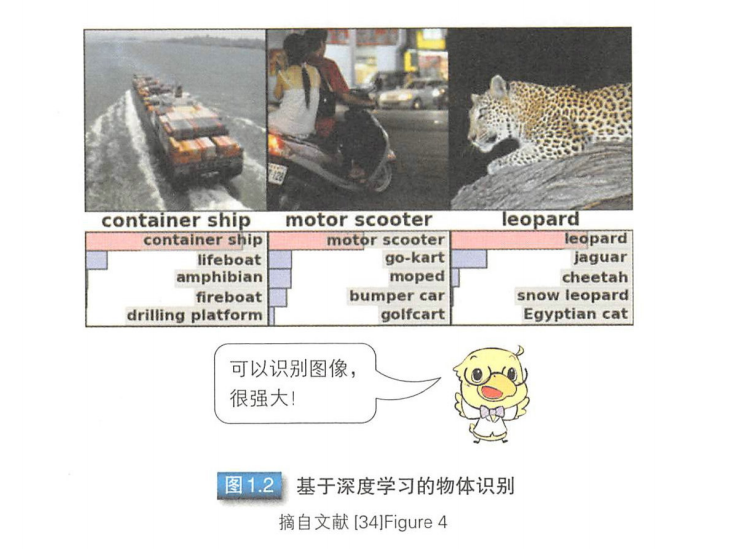 container ship
motor scooter
leopard
container ship
lifeboat
amphibian
fireboat
drilling platform
motor scooter
go-kart
moped
bumper car
golfcart
leopard
jaguar
cheetah
snow leopard
Egyptian cat
可以识别图像，
很强大！
图1.2 基于深度学习的物体识别
摘自文献 [34]Figure 4